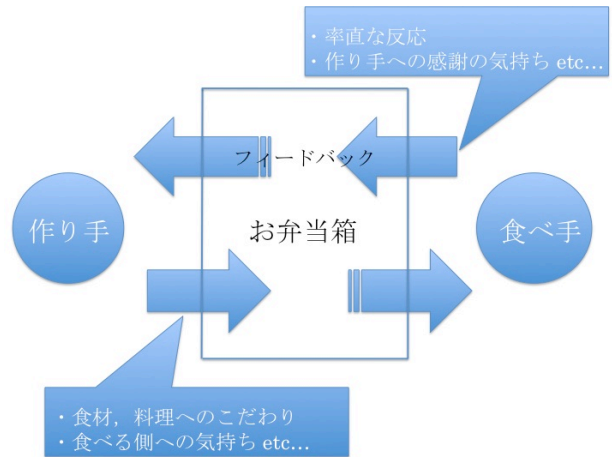 ・率直な反応
・作り手への感謝の気持ち etc...
フィードバック
作り手
お弁当箱
食べ手
・食材，料理へのこだわり
・食べる側への気持ち etc...